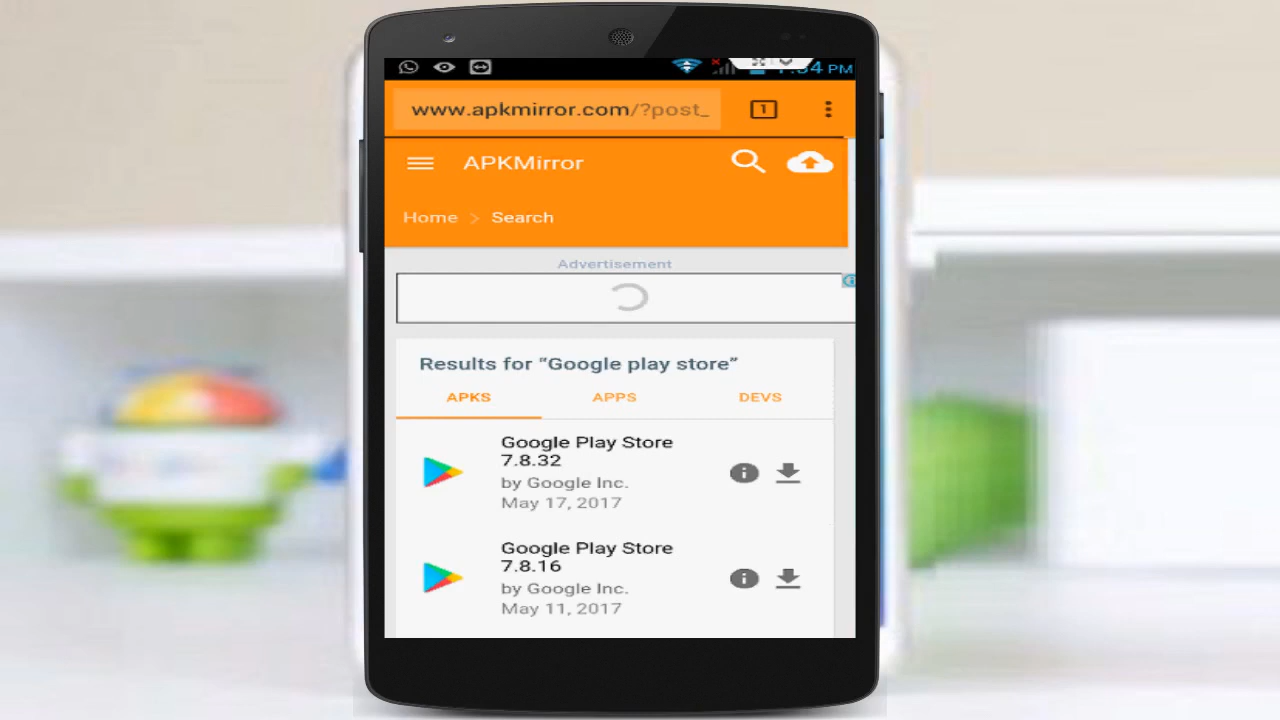 PM
www.apkmirror.com/?post_
1
APKMirror
Home > Search
Advertisement
Results for “Google play store”
APKS APPS DEVS
Google Play Store
7.8.32
by Google Inc.
May 17, 2017
Google Play Store
7.8.16
by Google Inc.
May 11, 2017